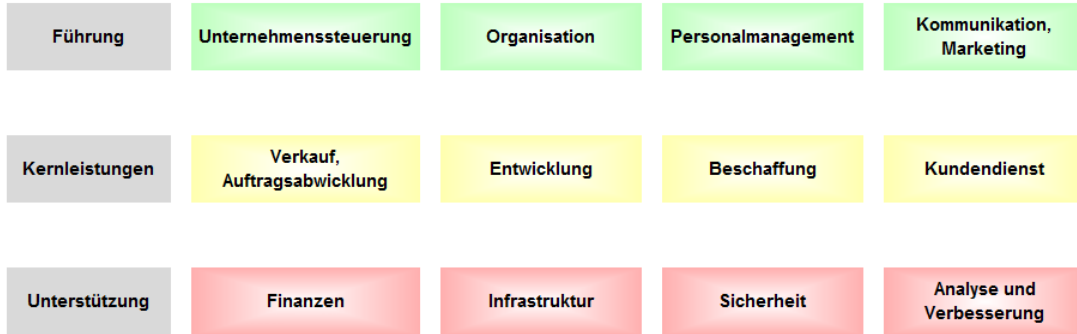 Führung
Unternehmenssteuerung
Organisation
Personalmanagement
Kommunikation,
Marketing
Kernleistungen
Verkauf,
Auftragsabwicklung
Entwicklung
Beschaffung
Kundendienst
Unterstützung
Finanzen
Infrastruktur
Sicherheit
Analyse und
Verbesserung